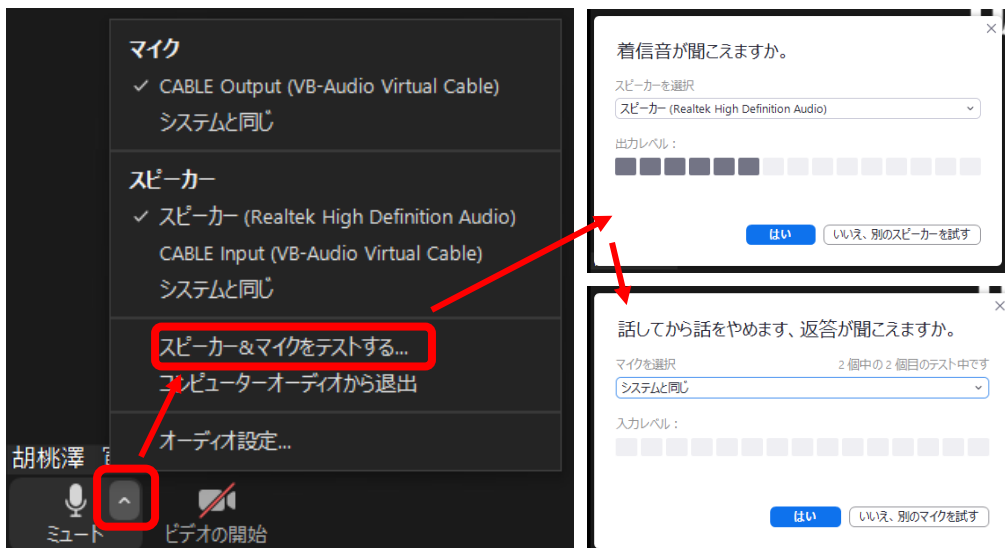 マイク
CABLE Output (VB-Audio Virtual Cable)
システムと同じ
スピーカー
スピーカー (Realtek High Definition Audio)
CABLE Input (VB-Audio Virtual Cable)
システムと同じ
スピーカー&マイクをテストする...
コンピューターオーディオから退出
オーディオ設定...
胡桃澤
ミュート
ビデオの開始
着信音が聞こえますか。
スピーカーを選択
スピーカー (Realtek High Definition Audio)
出力レベル：
はい
いいえ、別のスピーカーを試す
話してから話をやめます、返答が聞こえますか。
マイクを選択 2 個中の 2 個目のテスト中です
システムと同じ
入力レベル：
はい
いいえ、別のマイクを試す